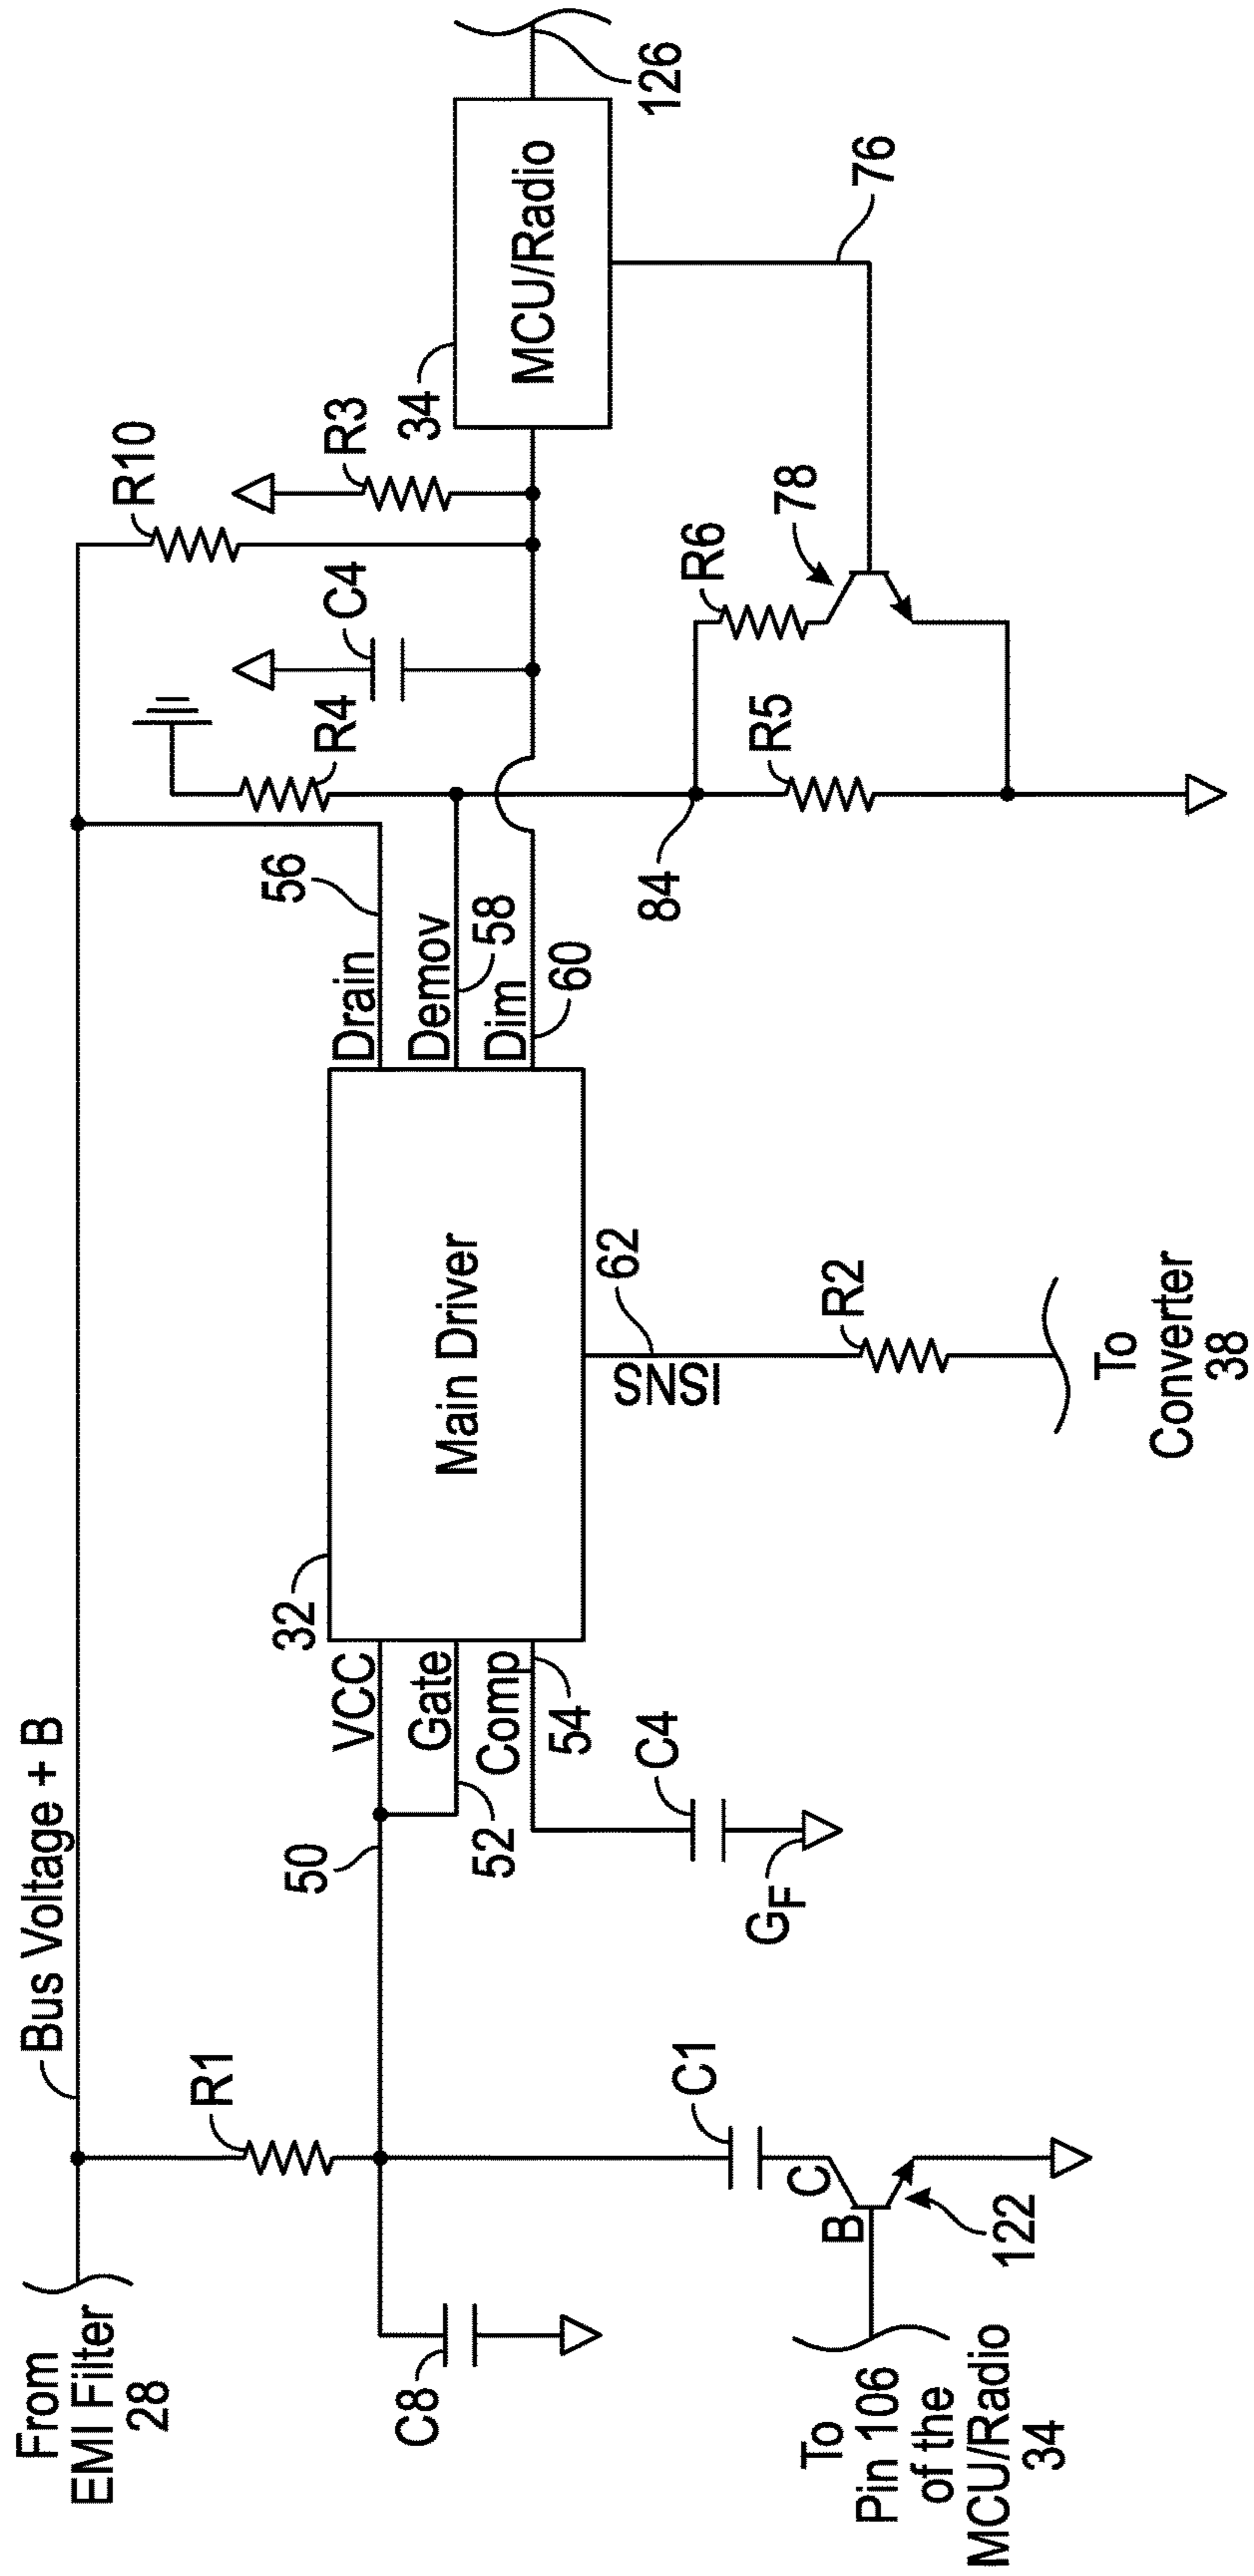 From
EMI Filter
28
Bus Voltage + B
R1
C8
50
VCC
Gate
52
Comp
54
C4
GF
C1
C
B
122
To
Pin 106
of the
MCU/Radio
34
32
Main Driver
ISNS
62
R2
To
Converter
38
Drain
56
Demov
58
Dim
60
R4
C4
R10
R3
34
MCU/Radio
126
76
78
R6
R5
84